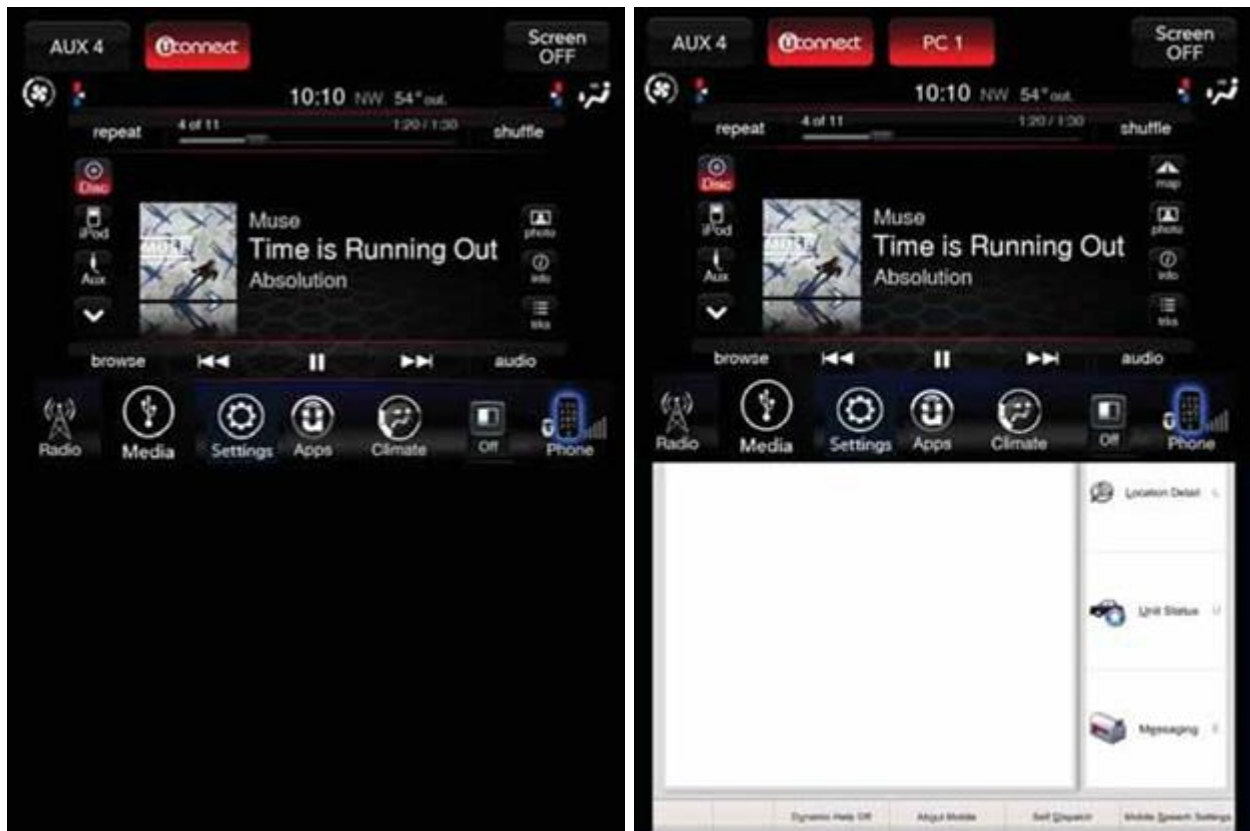 AUX 4
Uconnect
Screen OFF
10:10 NW 54° out.
repeat
4 of 11
1:20 / 1:30
shuffle
Disc
iPod
Aux
Muse
Time is Running Out
Absolution
photo
info
trks
browse
audio
Radio
Media
Settings
Apps
Climate
Off
Phone
AUX 4
Uconnect
PC 1
Screen OFF
10:10 NW 54° out.
repeat
4 of 11
1:20 / 1:30
shuffle
Disc
iPod
Aux
Muse
Time is Running Out
Absolution
map
photo
info
trks
browse
audio
Radio
Media
Settings
Apps
Climate
Off
Phone
Location Detail
Unit Status U
Messaging
Dynamic Help Off
About Mobile
Self Dispatch
Mobile Speech Settings